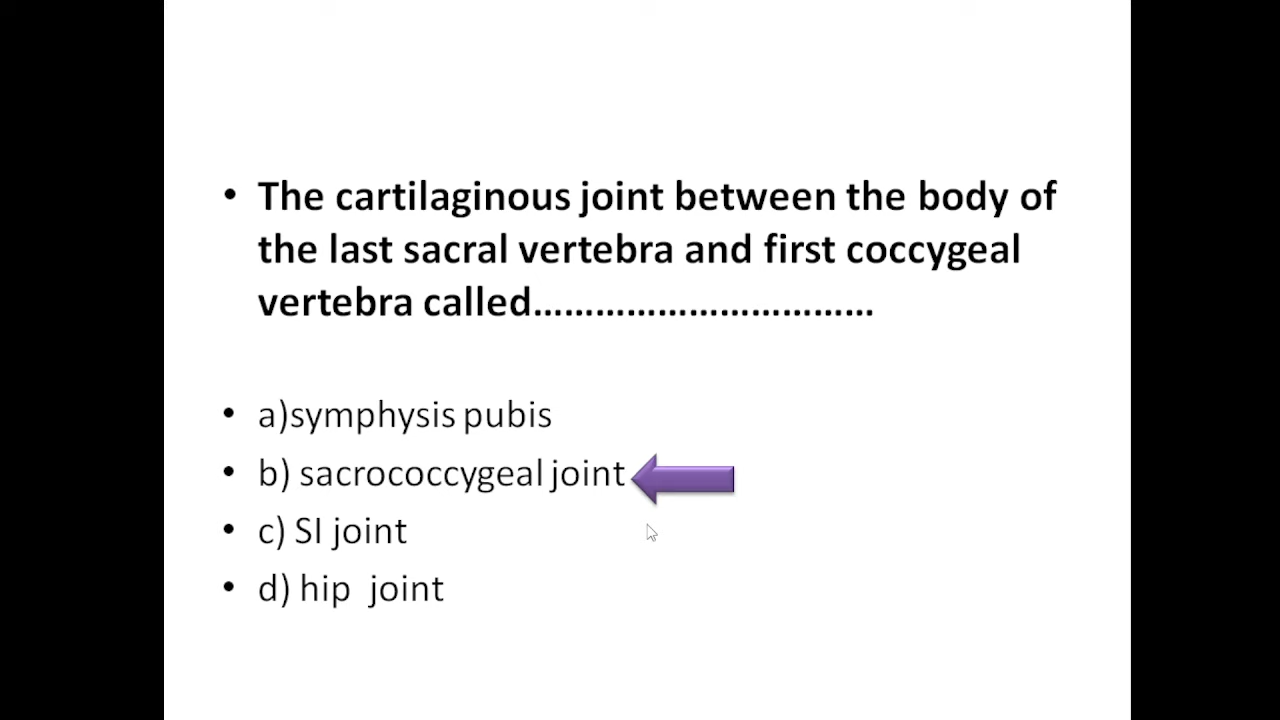 • The cartilaginous joint between the body of
the last sacral vertebra and first coccygeal
vertebra called……………………………
• a)symphysis pubis
• b) sacrococcygeal joint
• c) SI joint
• d) hip  joint